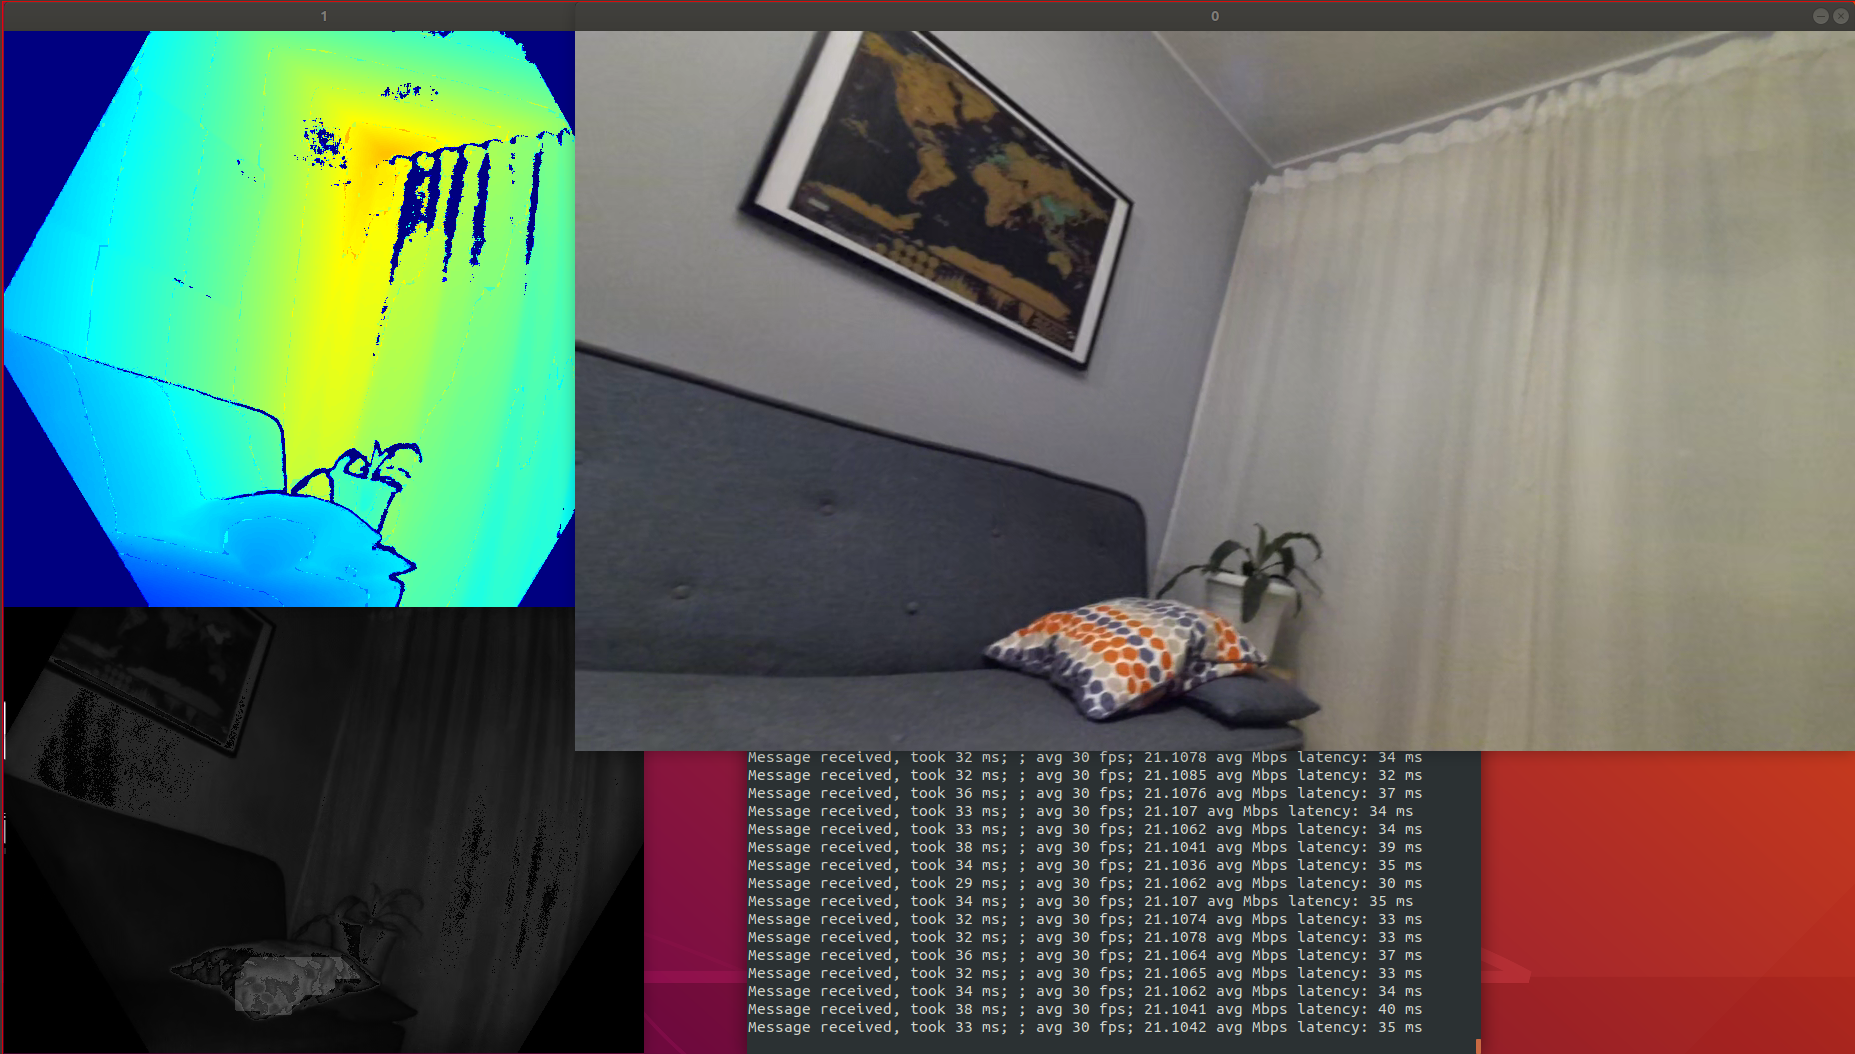 1
0
Message received, took 32 ms; ; avg 30 fps; 21.1078 avg Mbps latency: 34 ms
Message received, took 32 ms; ; avg 30 fps; 21.1085 avg Mbps latency: 32 ms
Message received, took 36 ms; ; avg 30 fps; 21.1076 avg Mbps latency: 37 ms
Message received, took 33 ms; ; avg 30 fps; 21.107 avg Mbps latency: 34 ms
Message received, took 33 ms; ; avg 30 fps; 21.1062 avg Mbps latency: 34 ms
Message received, took 38 ms; ; avg 30 fps; 21.1041 avg Mbps latency: 39 ms
Message received, took 34 ms; ; avg 30 fps; 21.1036 avg Mbps latency: 35 ms
Message received, took 29 ms; ; avg 30 fps; 21.1062 avg Mbps latency: 30 ms
Message received, took 34 ms; ; avg 30 fps; 21.107 avg Mbps latency: 35 ms
Message received, took 32 ms; ; avg 30 fps; 21.1074 avg Mbps latency: 33 ms
Message received, took 32 ms; ; avg 30 fps; 21.1078 avg Mbps latency: 33 ms
Message received, took 36 ms; ; avg 30 fps; 21.1064 avg Mbps latency: 37 ms
Message received, took 32 ms; ; avg 30 fps; 21.1065 avg Mbps latency: 33 ms
Message received, took 34 ms; ; avg 30 fps; 21.1062 avg Mbps latency: 34 ms
Message received, took 38 ms; ; avg 30 fps; 21.1041 avg Mbps latency: 40 ms
Message received, took 33 ms; ; avg 30 fps; 21.1042 avg Mbps latency: 35 ms